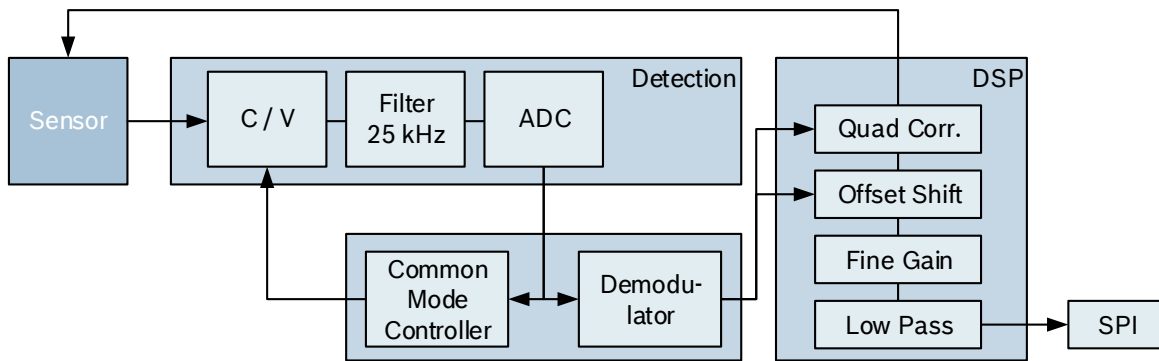 Sensor
Detection
C / V
Filter
25 kHz
ADC
Common
Mode
Controller
Demodu-
lator
DSP
Quad Corr.
Offset Shift
Fine Gain
Low Pass
SPI